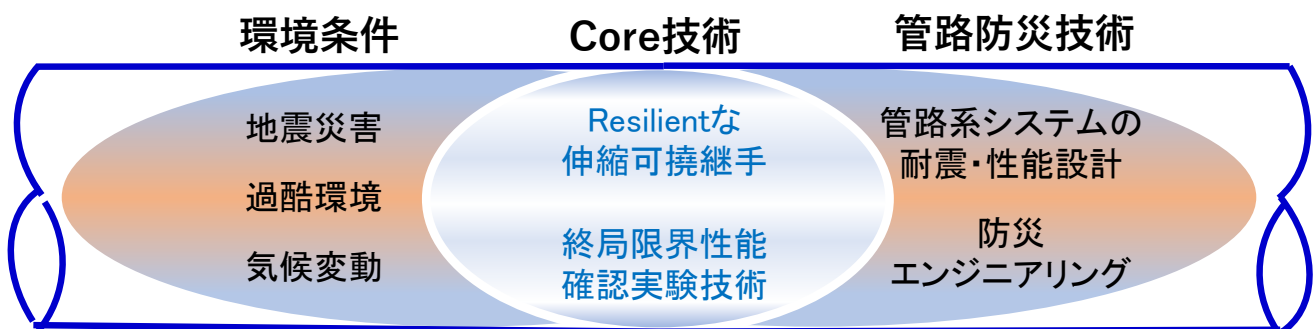 環境条件
Core技術
管路防災技術
地震災害
過酷環境
気候変動
Resilientな
伸縮可撓継手
終局限界性能
確認実験技術
管路系システムの
耐震・性能設計
防災
エンジニアリング